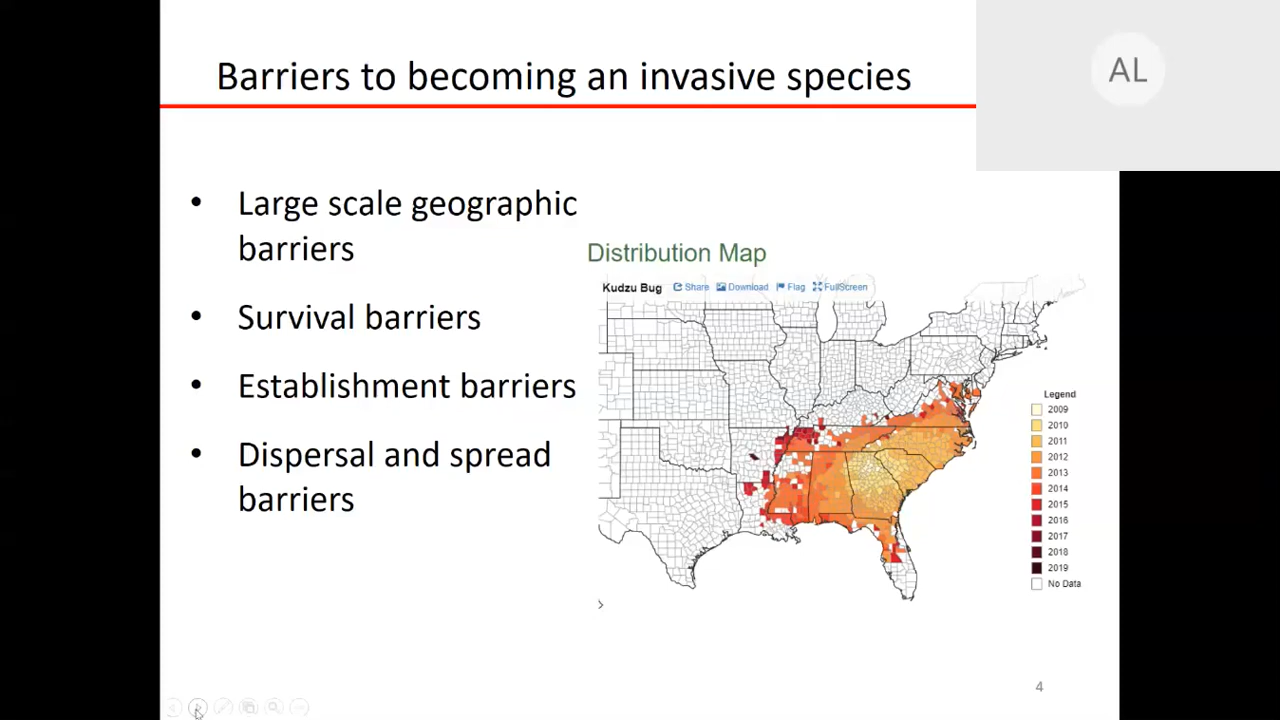 Barriers to becoming an invasive species
AL
• Large scale geographic
barriers
• Survival barriers
• Establishment barriers
• Dispersal and spread
barriers
Distribution Map
Kudzu Bug Share Download Flag FullScreen
Legend
2009
2010
2011
2012
2013
2014
2015
2016
2017
2018
2019
No Data
4